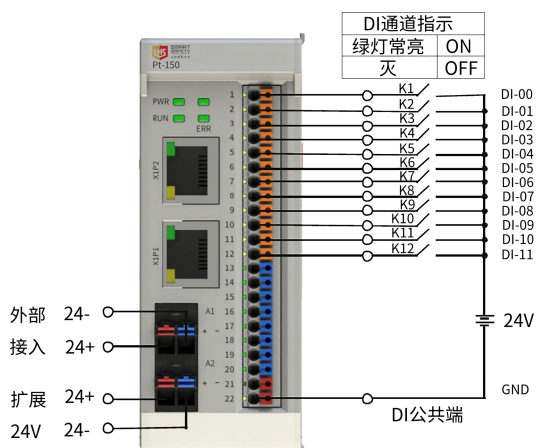 DI通道指示
绿灯常亮 ON
灭 OFF
SMART
Pt-150
PWR
RUN
ERR
X1P2
X1P1
1
2
3
4
5
6
7
8
9
10
11
12
13
14
15
16
17
18
19
20
21
22
A1
+ -
A2
+ -
K1
K2
K3
K4
K5
K6
K7
K8
K9
K10
K11
K12
DI-00
DI-01
DI-02
DI-03
DI-04
DI-05
DI-06
DI-07
DI-08
DI-09
DI-10
DI-11
24V
GND
DI公共端
外部 24-
接入 24+
扩展 24+
24V 24-